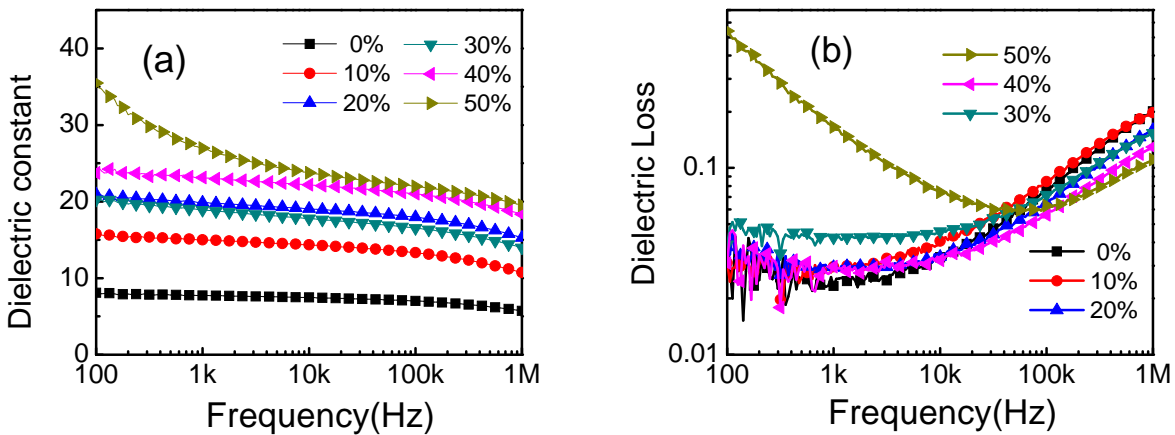 (a)
0%
10%
20%
30%
40%
50%
Dielectric constant
40
30
20
10
0
100
1k
10k
100k
1M
Frequency(Hz)
(b)
50%
40%
30%
0%
10%
20%
Dielectric Loss
0.1
0.01
100
1k
10k
100k
1M
Frequency(Hz)